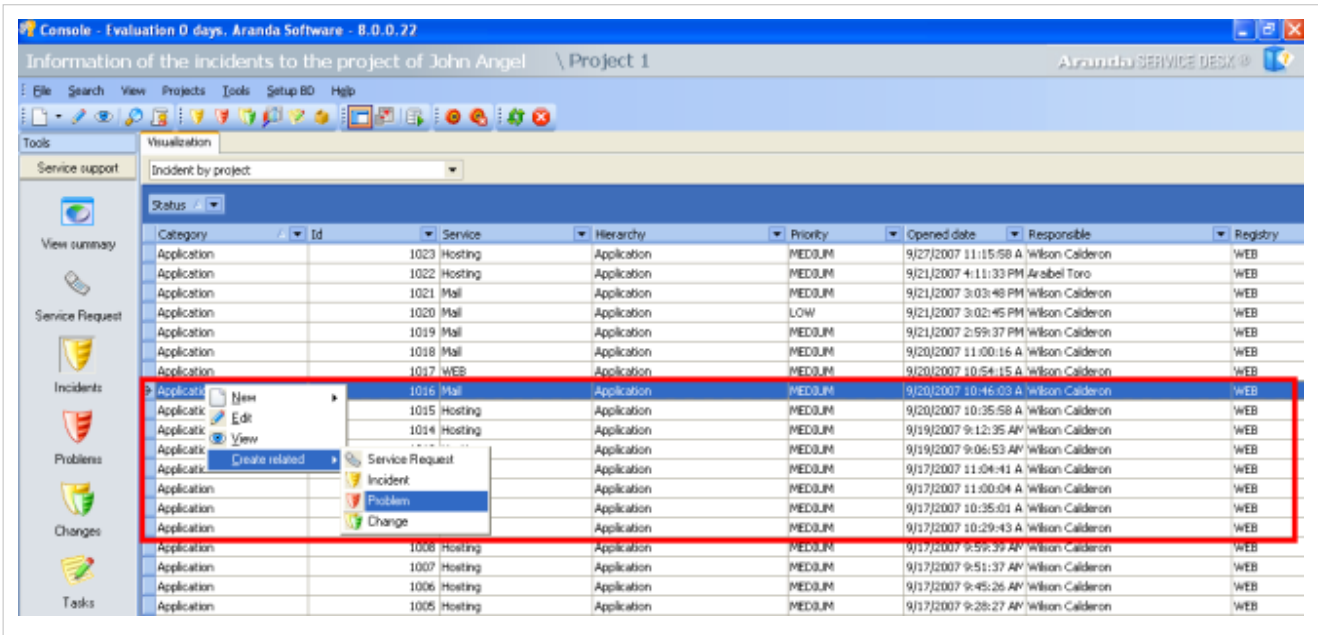 Console - Evaluation 0 days. Aranda Software - 8.0.0.22
Information of the incidents to the project of John Angel \ Project 1 Aranda SERVICE DESK ®
File Search View Projects Tools Setup BD Help
Tools Visualization
Service support Incident by project
Status
View summary
Service Request
Incidents
Problems
Changes
Tasks
Category Id Service Hierarchy Priority Opened date Responsible Registry
Application 1023 Hosting Application MEDIUM 9/27/2007 11:15:58 A Wilson Calderon WEB
Application 1022 Hosting Application MEDIUM 9/21/2007 4:11:33 PM Araibel Toro WEB
Application 1021 Mail Application MEDIUM 9/21/2007 3:03:48 PM Wilson Calderon WEB
Application 1020 Mail Application LOW 9/21/2007 3:02:45 PM Wilson Calderon WEB
Application 1019 Mail Application MEDIUM 9/21/2007 2:59:37 PM Wilson Calderon WEB
Application 1018 Mail Application MEDIUM 9/20/2007 11:00:16 A Wilson Calderon WEB
Application 1017 WEB Application MEDIUM 9/20/2007 10:54:15 A Wilson Calderon WEB
Applicati 1016 Mail Application MEDIUM 9/20/2007 10:46:03 A Wilson Calderon WEB
Applicatic 1015 Hosting Application MEDIUM 9/20/2007 10:35:58 A Wilson Calderon WEB
Applicatic 1014 Hosting Application MEDIUM 9/19/2007 9:12:35 AM Wilson Calderon WEB
Applicatic Application MEDIUM 9/19/2007 9:06:53 AM Wilson Calderon WEB
Applicatic Application MEDIUM 9/17/2007 11:04:41 A Wilson Calderon WEB
Application Application MEDIUM 9/17/2007 11:00:04 A Wilson Calderon WEB
Application Application MEDIUM 9/17/2007 10:35:01 A Wilson Calderon WEB
Application Application MEDIUM 9/17/2007 10:29:43 A Wilson Calderon WEB
Application 1008 Hosting Application MEDIUM 9/17/2007 9:59:39 AM Wilson Calderon WEB
Application 1007 Hosting Application MEDIUM 9/17/2007 9:51:37 AM Wilson Calderon WEB
Application 1006 Hosting Application MEDIUM 9/17/2007 9:45:26 AM Wilson Calderon WEB
Application 1005 Hosting Application MEDIUM 9/17/2007 9:28:27 AM Wilson Calderon WEB
New
Edit
View
Create related
Service Request
Incident
Problem
Change